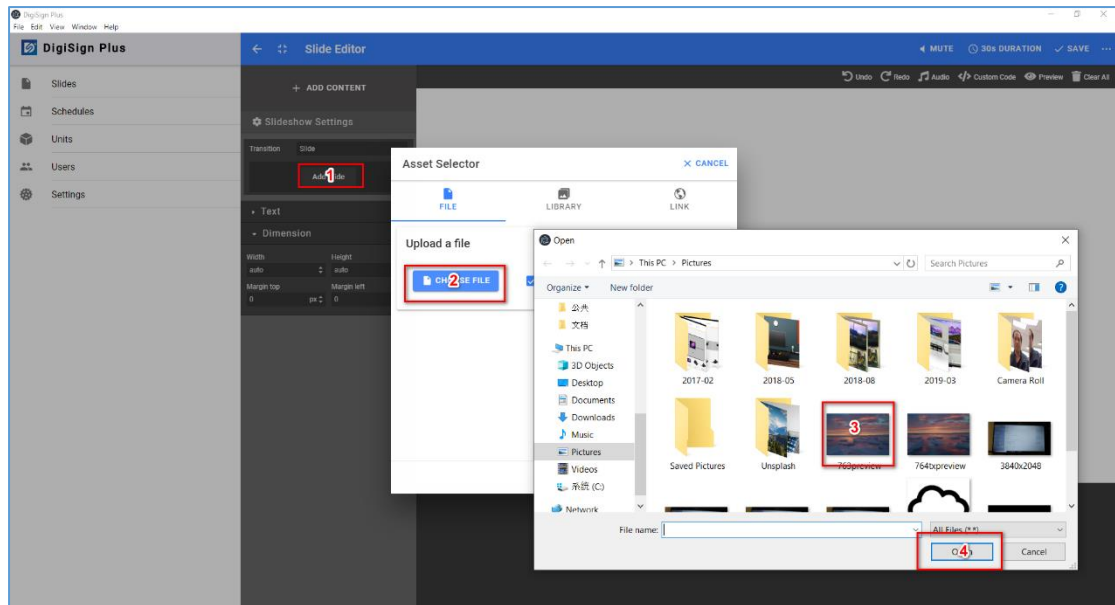 DigiSign Plus
File Edit View Window Help
DigiSign Plus
Slide Editor
MUTE
30s DURATION
SAVE
Undo
Redo
Audio
Custom Code
Preview
Clear All
Slides
Schedules
Units
Users
Settings
+ ADD CONTENT
Slideshow Settings
Transition Slide
1
Text
Dimension
Width Height
auto auto
Margin top Margin left
0 px 0
Asset Selector
× CANCEL
FILE LIBRARY LINK
Upload a file
2 FILE
Open
This PC > Pictures
Search Pictures
Organize New folder
公共
文档
This PC
3D Objects
Desktop
Documents
Downloads
Music
Pictures
Videos
系统 (C:)
Network
2017-02 2018-05 2018-08 2019-03 Camera Roll
3
Saved Pictures Unsplash 763preview 764txpreview 3840x2048
File name:
All Files (*.*)
4 Cancel